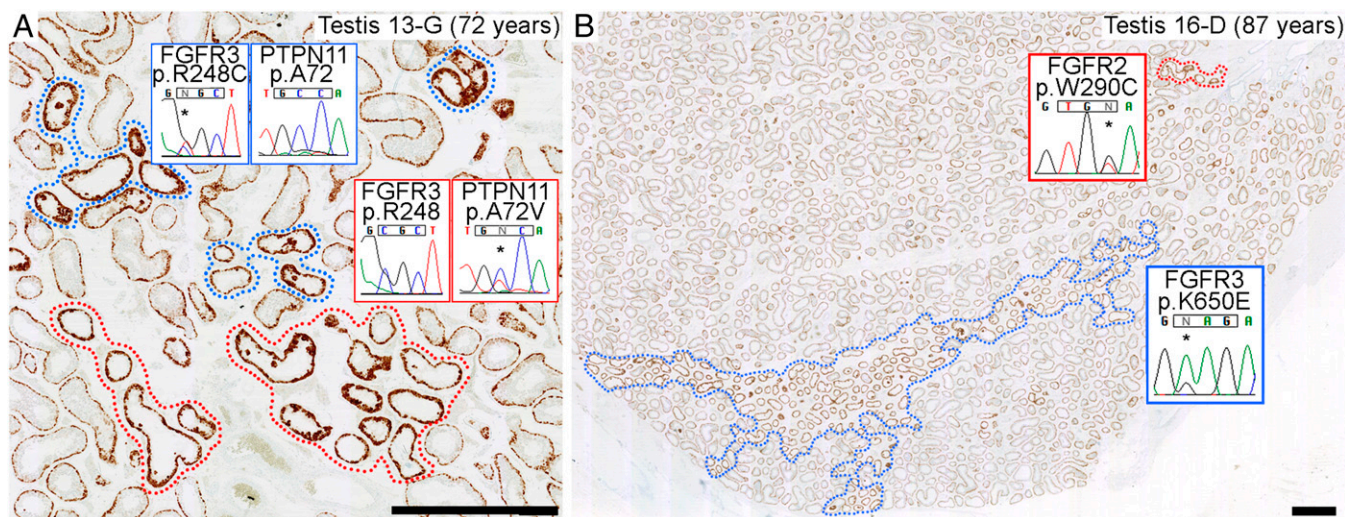 A
Testis 13-G (72 years)
FGFR3
p.R248C
G N G C T
*
PTPN11
p.A72
T G C C A
FGFR3
p.R248
G C G C T
PTPN11
p.A72V
T G N C A
*
B
Testis 16-D (87 years)
FGFR2
p.W290C
G T G N A
*
FGFR3
p.K650E
G N A G A
*